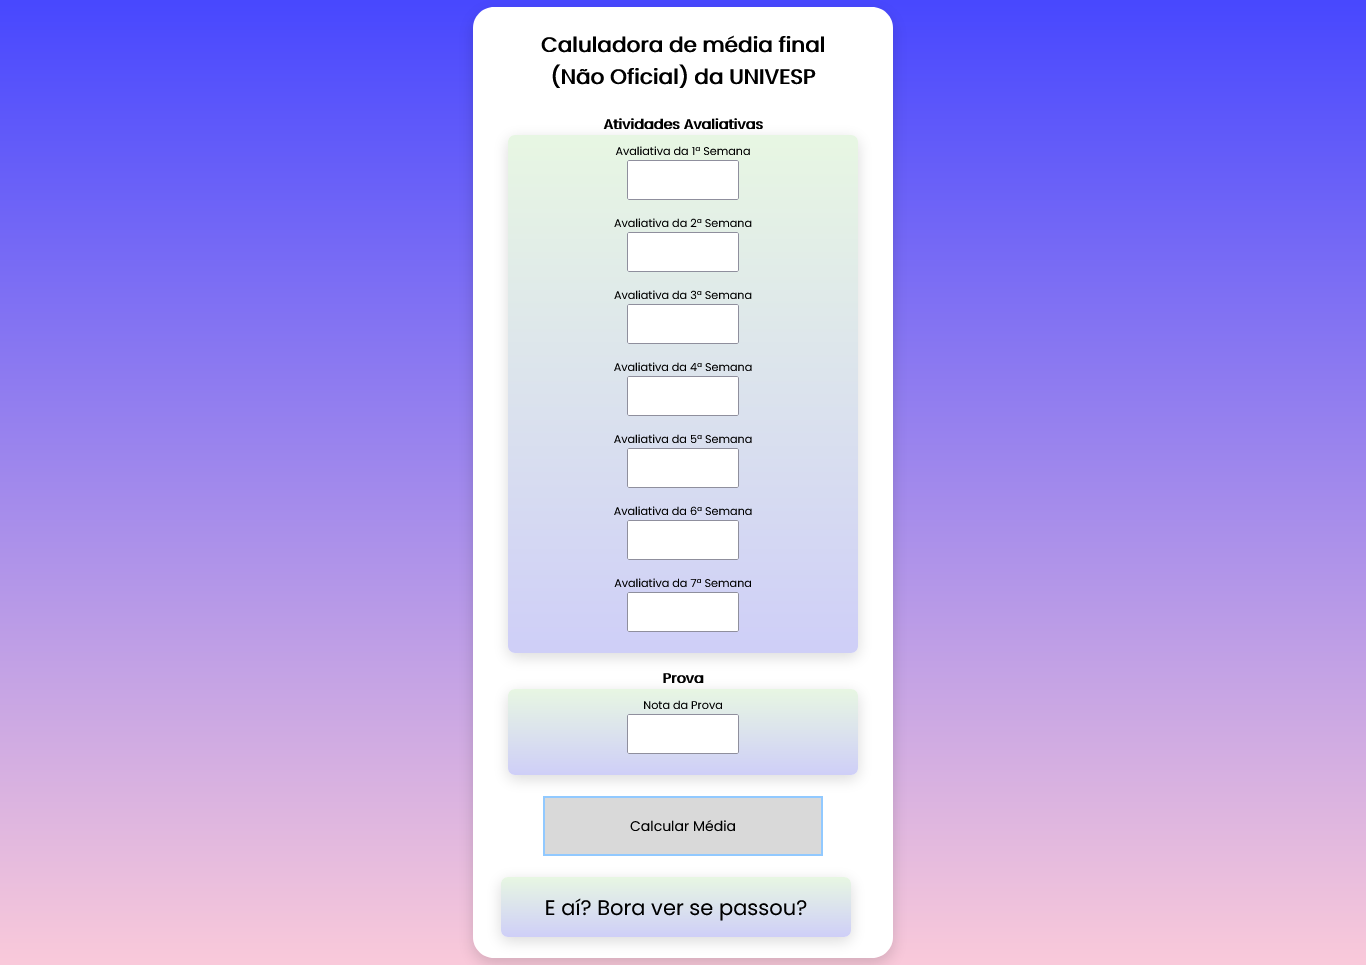 Caluladora de média final
(Não Oficial) da UNIVESP
Atividades Avaliativas
Avaliativa da 1ª Semana
Avaliativa da 2ª Semana
Avaliativa da 3ª Semana
Avaliativa da 4ª Semana
Avaliativa da 5ª Semana
Avaliativa da 6ª Semana
Avaliativa da 7ª Semana
Prova
Nota da Prova
Calcular Média
E aí? Bora ver se passou?